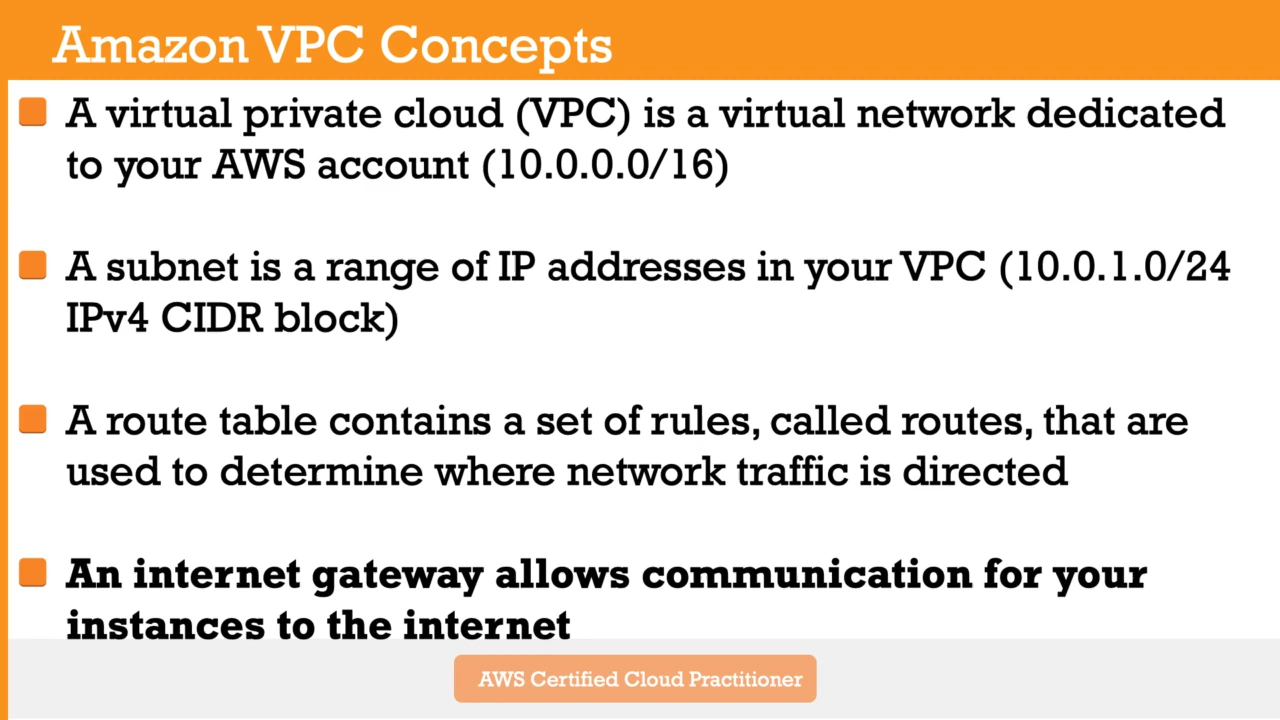 Amazon VPC Concepts
A virtual private cloud (VPC) is a virtual network dedicated
to your AWS account (10.0.0.0/16)
A subnet is a range of IP addresses in your VPC (10.0.1.0/24
IPv4 CIDR block)
A route table contains a set of rules, called routes, that are
used to determine where network traffic is directed
An internet gateway allows communication for your
instances to the internet
AWS Certified Cloud Practitioner